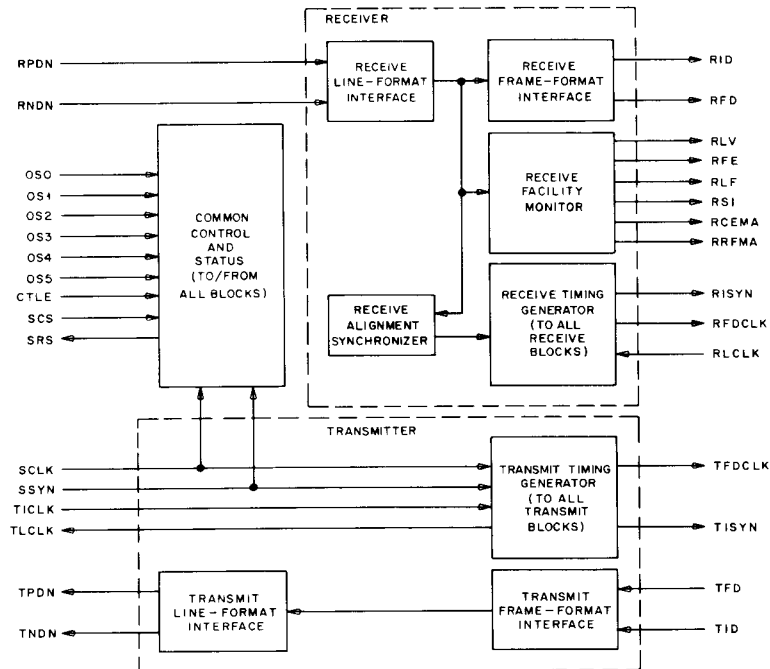 RECEIVER
RPDN
RNDN
RECEIVE
LINE-FORMAT
INTERFACE
RECEIVE
FRAME-FORMAT
INTERFACE
RID
RFD
OS0
OS1
OS2
OS3
OS4
OS5
CTLE
SCS
SRS
COMMON
CONTROL
AND
STATUS
(TO/FROM
ALL BLOCKS)
RECEIVE
FACILITY
MONITOR
RLV
RFE
RLF
RSI
RCEMA
RRFMA
RECEIVE
ALIGNMENT
SYNCHRONIZER
RECEIVE TIMING
GENERATOR
(TO ALL
RECEIVE
BLOCKS)
RISYN
RFDCLK
RLCLK
TRANSMITTER
SCLK
SSYN
TICLK
TLCLK
TRANSMIT TIMING
GENERATOR
(TO ALL
TRANSMIT
BLOCKS)
TFDCLK
TISYN
TPDN
TNDN
TRANSMIT
LINE-FORMAT
INTERFACE
TRANSMIT
FRAME-FORMAT
INTERFACE
TFD
TID